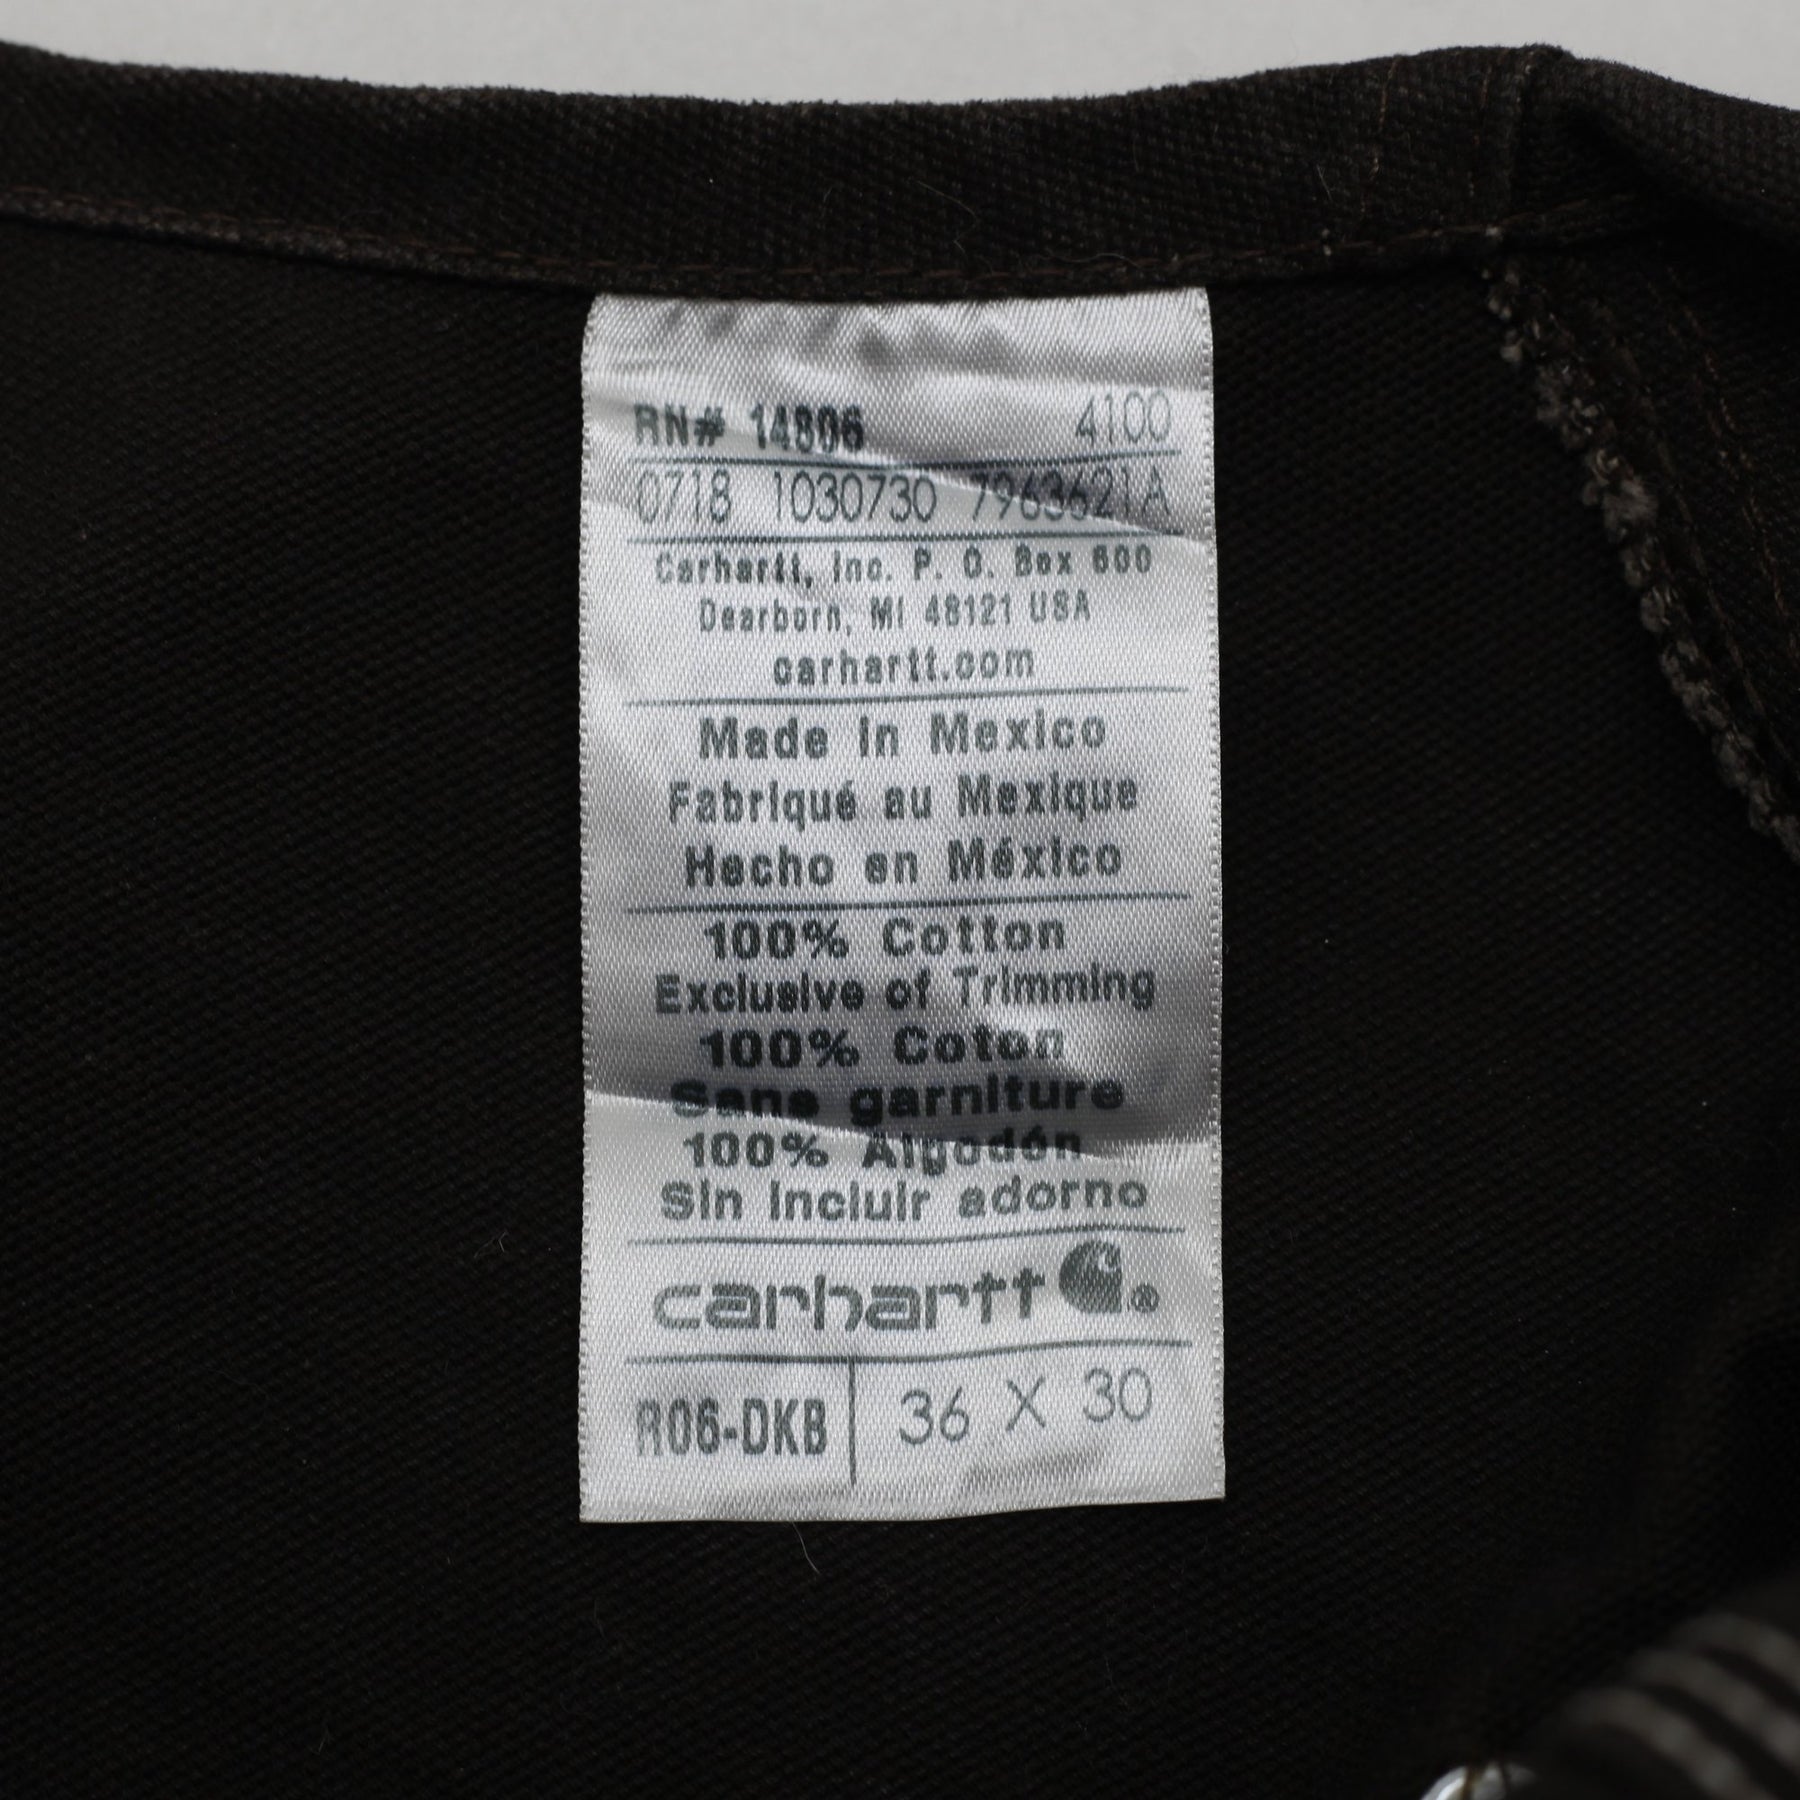 RN# 14806 4100
0718 1030730 7963621A
Carhartt, Inc. P. O. Box 600
Dearborn, MI 48121 USA
carhartt.com
Made in Mexico
Fabriqué au Mexique
Hecho en México
100% Cotton
Exclusive of Trimming
100% Coton
Sans garniture
100% Algodón
Sin incluir adorno
carhartt ®
R06-DKB 36 X 30